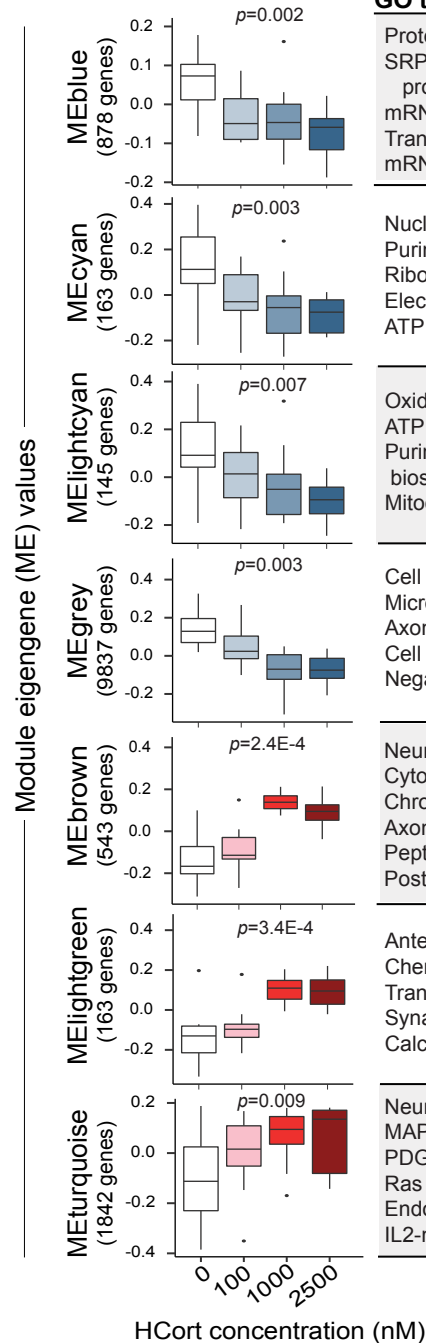 GO t
p=0.002
MEblue
(878 genes)
0.2
0.1
0.0
-0.1
-0.2
Prote
SRP
pro
mRN
Tran
mRN
p=0.003
MEcyan
(163 genes)
0.4
0.2
0.0
-0.2
Nucl
Purin
Ribo
Elec
ATP
p=0.007
MElightcyan
(145 genes)
0.4
0.2
0.0
-0.2
Oxid
ATP
Purin
bios
Mitoc
p=0.003
MEgrey
(9837 genes)
0.4
0.2
0.0
-0.2
Cell
Micro
Axon
Cell
Nega
Module eigengene (ME) values
p=2.4E-4
MEbrown
(543 genes)
0.4
0.2
0.0
-0.2
Neur
Cyto
Chro
Axon
Pept
Post
p=3.4E-4
MElightgreen
(163 genes)
0.4
0.2
0.0
-0.2
Ante
Cher
Tran
Syna
Calc
p=0.009
MEturquoise
(1842 genes)
0.2
0.0
-0.2
-0.4
Neur
MAP
PDG
Ras
Endo
IL2-r
0
100
1000
2500
HCort concentration (nM)